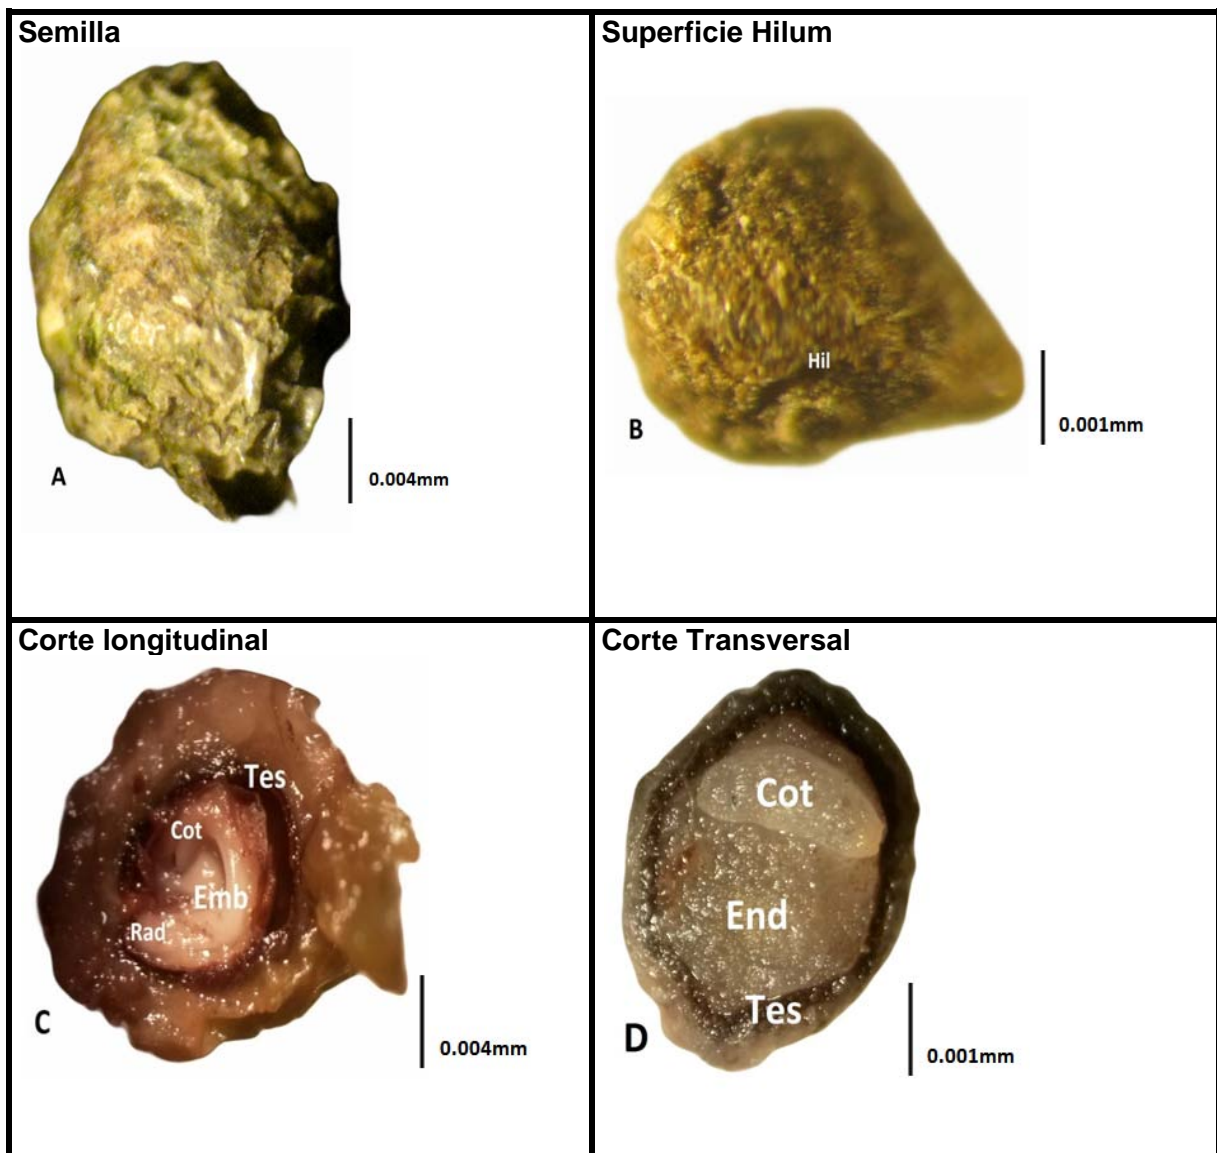 Semilla
A
0.004mm
Superficie Hilum
Hil
B
0.001mm
Corte longitudinal
Tes
Cot
Emb
Rad
C
0.004mm
Corte Transversal
Cot
End
Tes
D
0.001mm